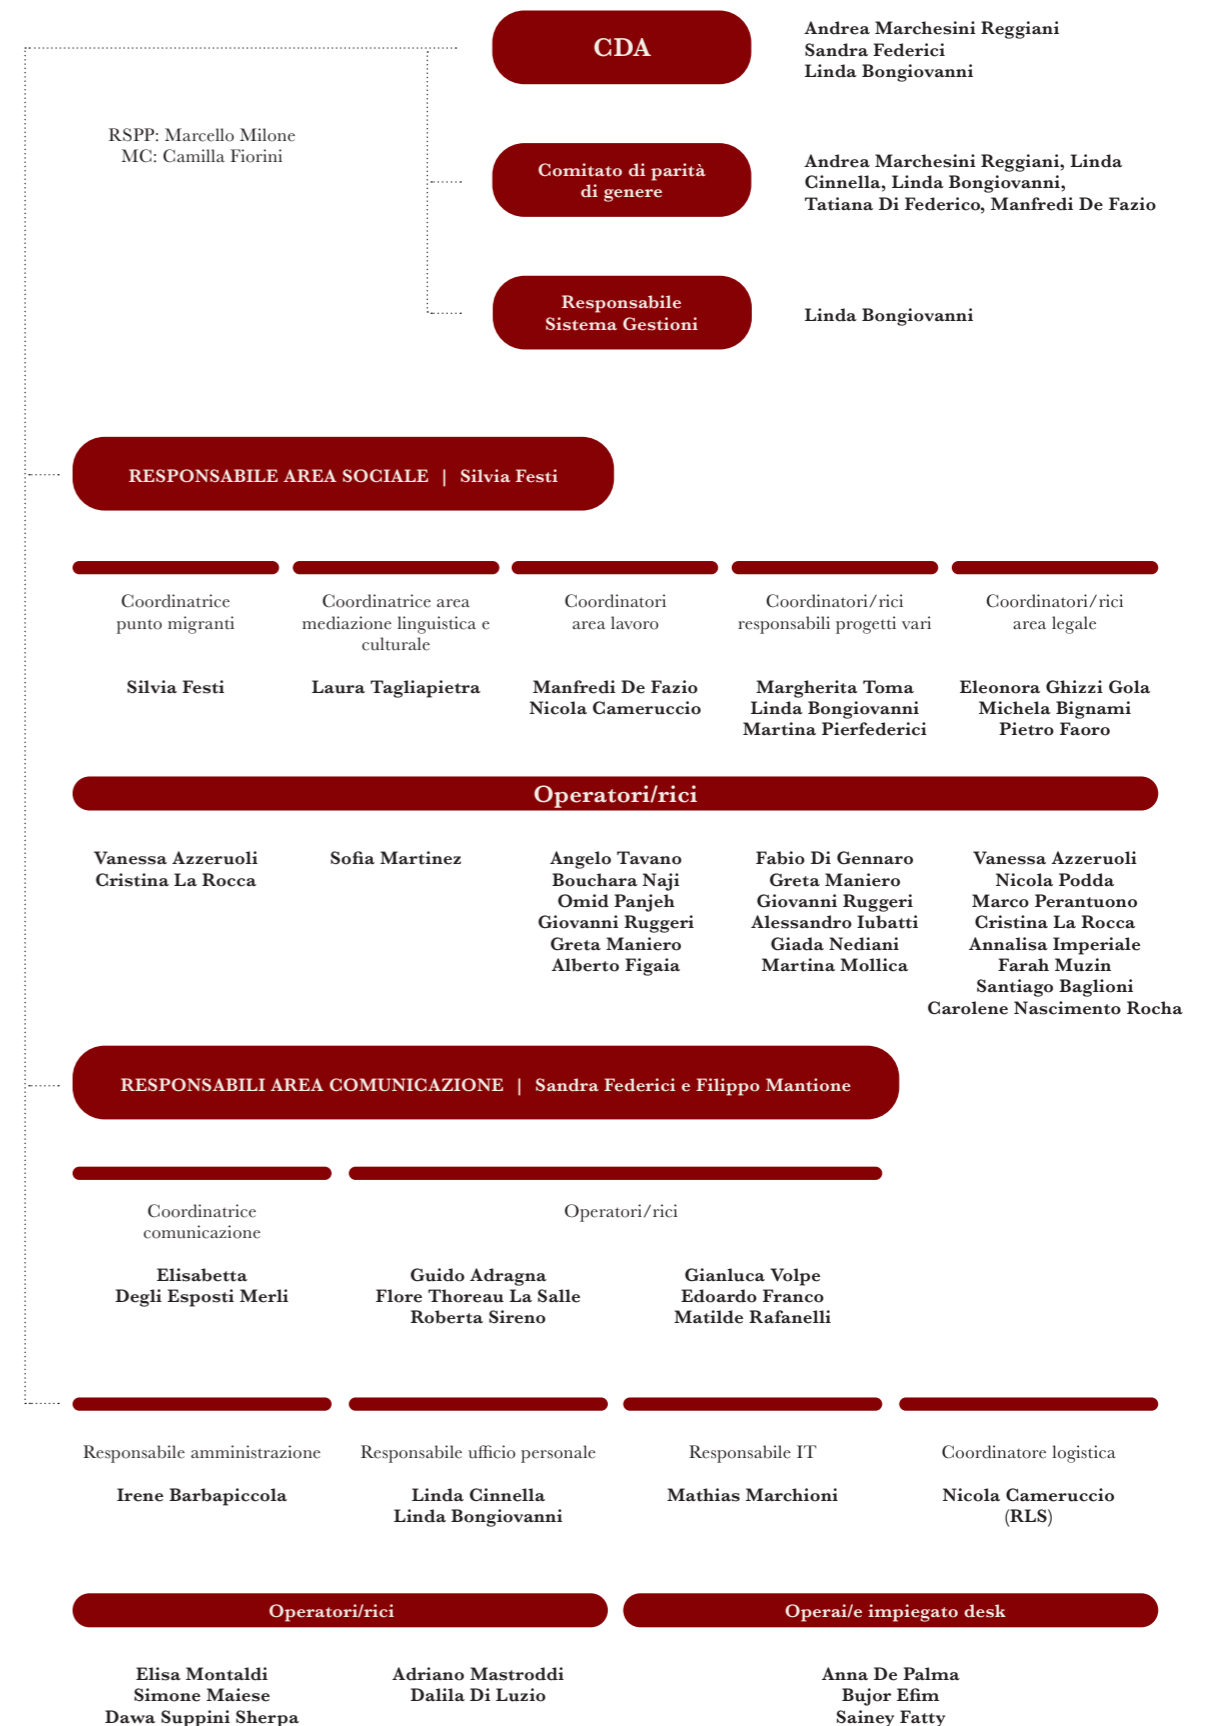 CDA
Andrea Marchesini Reggiani
Sandra Federici
Linda Bongiovanni
RSPP: Marcello Milone
MC: Camilla Fiorini
Comitato di parità
di genere
Andrea Marchesini Reggiani, Linda
Cinnella, Linda Bongiovanni,
Tatiana Di Federico, Manfredi De Fazio
Responsabile
Sistema Gestioni
Linda Bongiovanni
RESPONSABILE AREA SOCIALE | Silvia Festi
Coordinatrice
punto migranti
Silvia Festi
Coordinatrice area
mediazione linguistica e
culturale
Laura Tagliapietra
Coordinatori
area lavoro
Manfredi De Fazio
Nicola Cameruccio
Coordinatori/rici
responsabili progetti vari
Margherita Toma
Linda Bongiovanni
Martina Pierfederici
Coordinatori/rici
area legale
Eleonora Ghizzi Gola
Michela Bignami
Pietro Faoro
Operatori/rici
Vanessa Azzeruoli
Cristina La Rocca
Sofia Martinez
Angelo Tavano
Bouchara Naji
Omid Panjeh
Giovanni Ruggeri
Greta Maniero
Alberto Figaia
Fabio Di Gennaro
Greta Maniero
Giovanni Ruggeri
Alessandro Iubatti
Giada Nediani
Martina Mollica
Vanessa Azzeruoli
Nicola Podda
Marco Perantuono
Cristina La Rocca
Annalisa Imperiale
Farah Muzin
Santiago Baglioni
Carolene Nascimento Rocha
RESPONSABILI AREA COMUNICAZIONE | Sandra Federici e Filippo Mantione
Coordinatrice
comunicazione
Elisabetta
Degli Esposti Merli
Operatori/rici
Guido Adragna
Flore Thoreau La Salle
Roberta Sireno
Gianluca Volpe
Edoardo Franco
Matilde Rafanelli
Responsabile amministrazione
Irene Barbapiccola
Responsabile ufficio personale
Linda Cinnella
Linda Bongiovanni
Responsabile IT
Mathias Marchioni
Coordinatore logistica
Nicola Cameruccio
(RLS)
Operatori/rici
Elisa Montaldi
Simone Maiese
Dawa Suppini Sherpa
Adriano Mastroddi
Dalila Di Luzio
Operai/e impiegato desk
Anna De Palma
Bujor Efim
Sainey Fatty